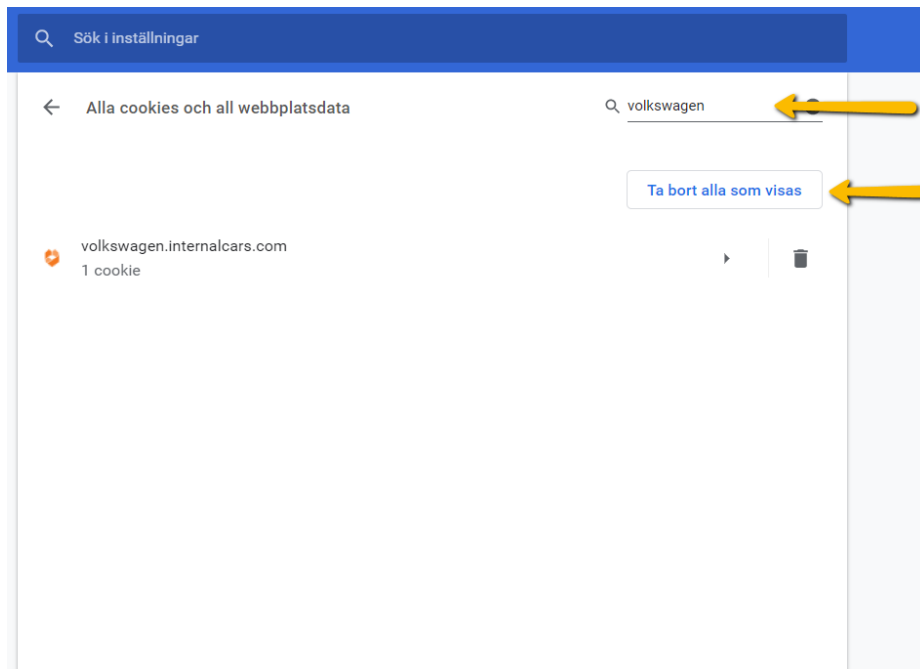 Sök i inställningar
Alla cookies och all webbplatsdata
volkswagen
Ta bort alla som visas
volkswagen.internalcars.com
1 cookie